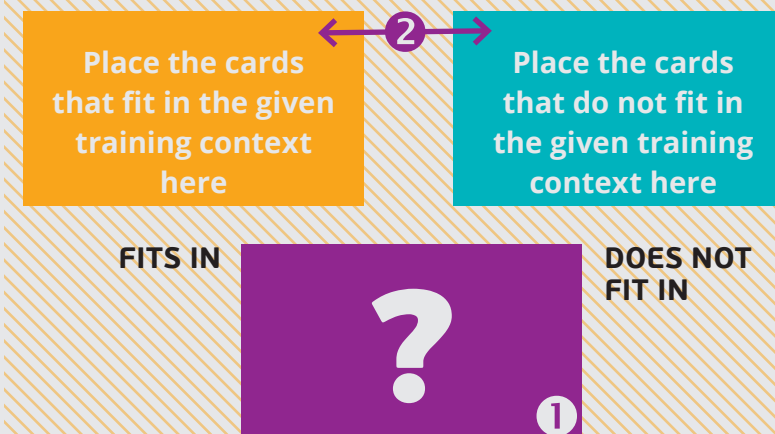 2
Place the cards
that fit in the given
training context
here
Place the cards
that do not fit in
the given training
context here
FITS IN
DOES NOT
FIT IN
?
1